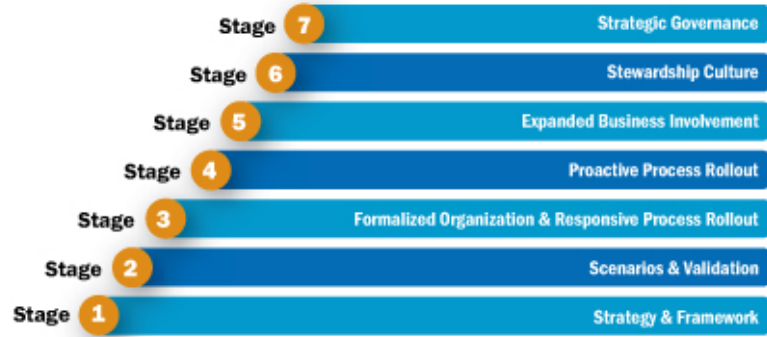 Stage 7 Strategic Governance
Stage 6 Stewardship Culture
Stage 5 Expanded Business Involvement
Stage 4 Proactive Process Rollout
Stage 3 Formalized Organization & Responsive Process Rollout
Stage 2 Scenarios & Validation
Stage 1 Strategy & Framework